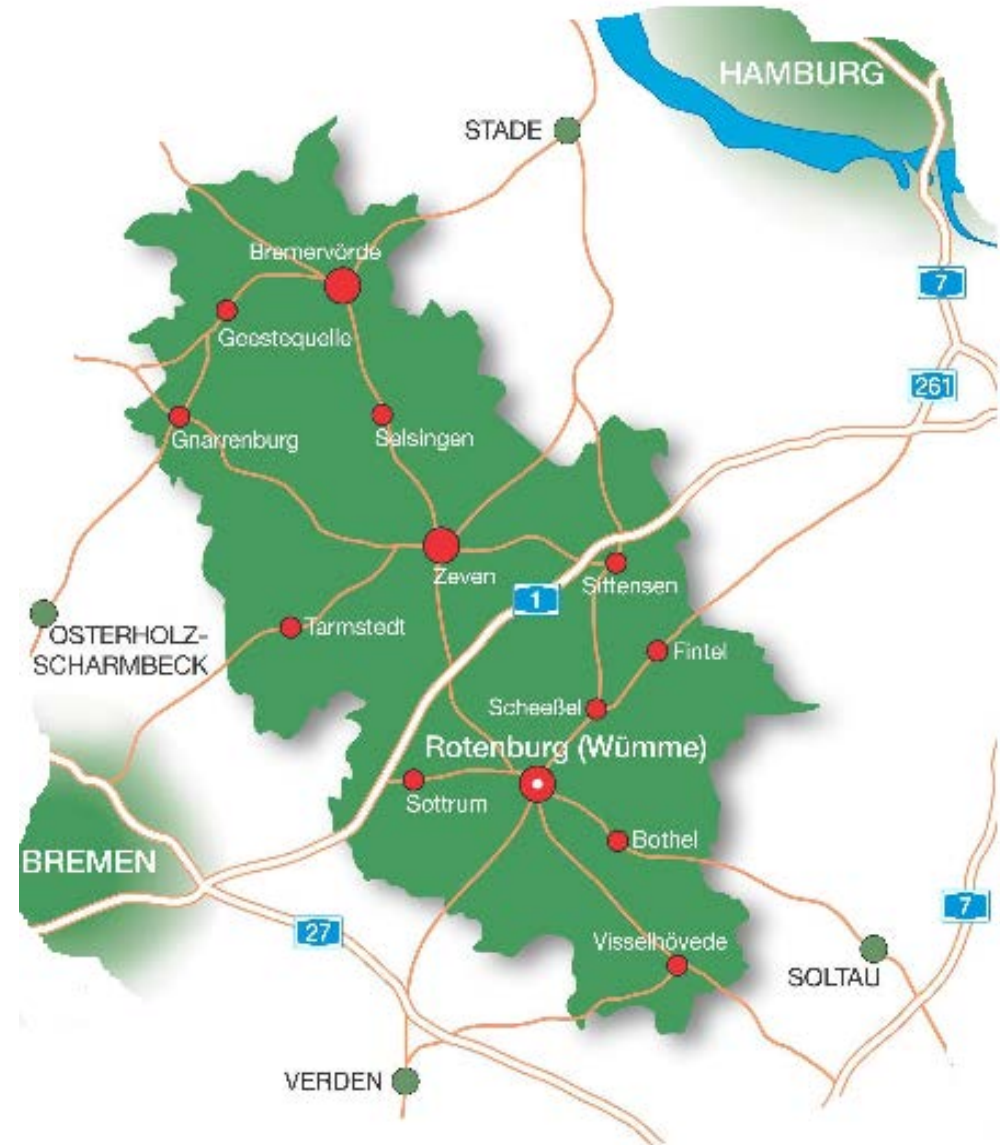 HAMBURG
STADE
Bremervörde
7
Geestequelle
261
Gnarrenburg
Selsingen
Zeven
Sittensen
1
OSTERHOLZ-
SCHARMBECK
Tarmstedt
Fintel
Scheeßel
Rotenburg (Wümme)
Sottrum
Bothel
BREMEN
7
27
Visselhövede
SOLTAU
VERDEN